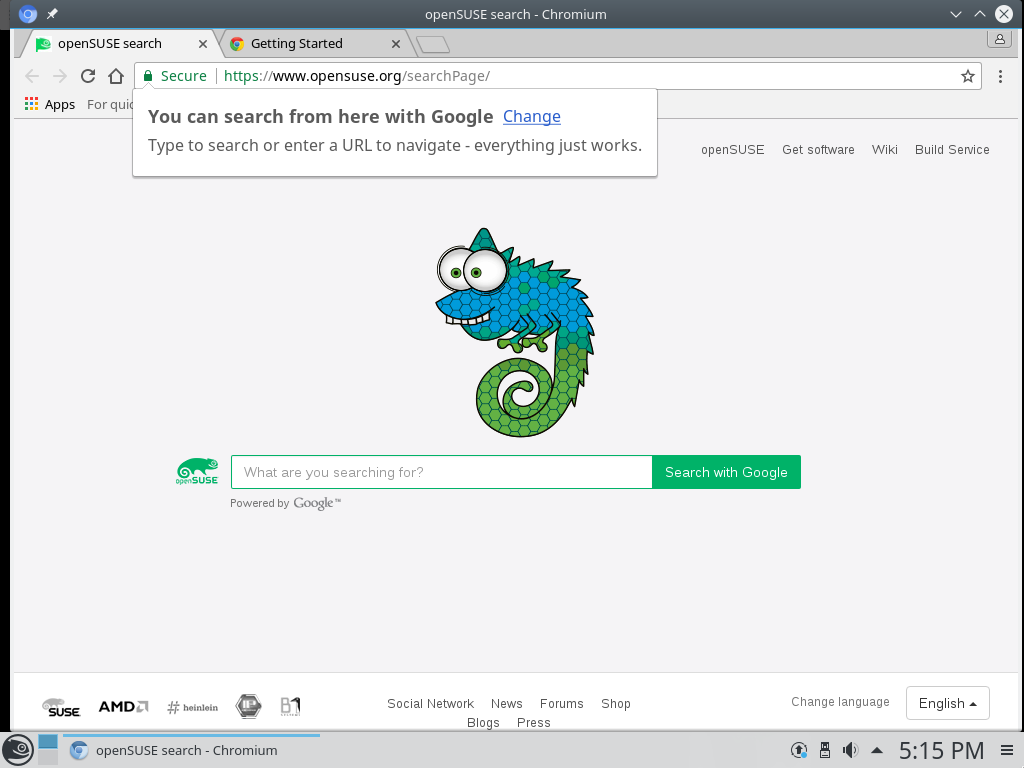 openSUSE search - Chromium
openSUSE search
Getting Started
Secure
https://www.opensuse.org/searchPage/
Apps
For quic
You can search from here with Google Change
Type to search or enter a URL to navigate - everything just works.
openSUSE Get software Wiki Build Service
openSUSE
What are you searching for?
Search with Google
Powered by Google™
SUSE
AMD
# heinlein
IP
B1
Social Network News Forums Shop
Blogs Press
Change language
English
openSUSE search - Chromium
5:15 PM